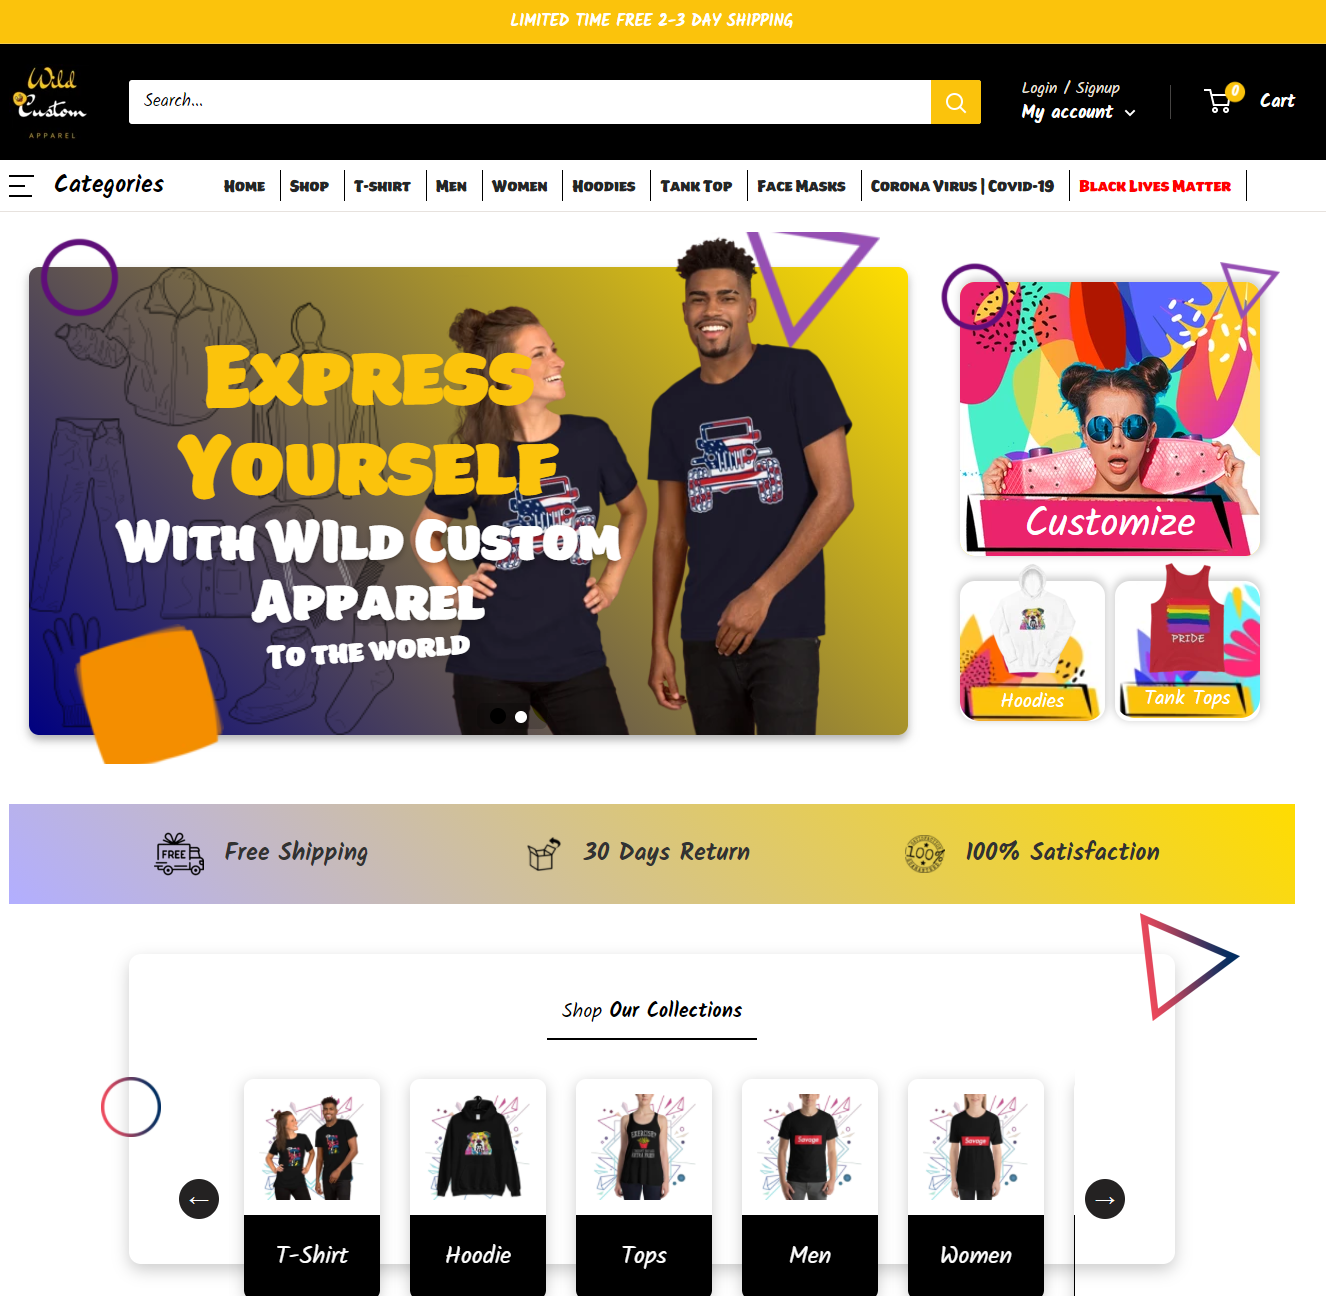 LIMITED TIME FREE 2-3 DAY SHIPPING
Wild
Custom
APPAREL
Search...
Login / Signup
My account
0
Cart
Categories
Home
Shop
T-shirt
Men
Women
Hoodies
Tank Top
Face Masks
Corona Virus | Covid-19
Black Lives Matter
Express
Yourself
With WIld Custom
Apparel
To the world
Customize
Hoodies
PRIDE
Tank Tops
FREE
Free Shipping
30 Days Return
100%
100% Satisfaction
Shop Our Collections
EXERCISE?
EXTRA FRIES
Savage
Savage
←
→
T-Shirt
Hoodie
Tops
Men
Women